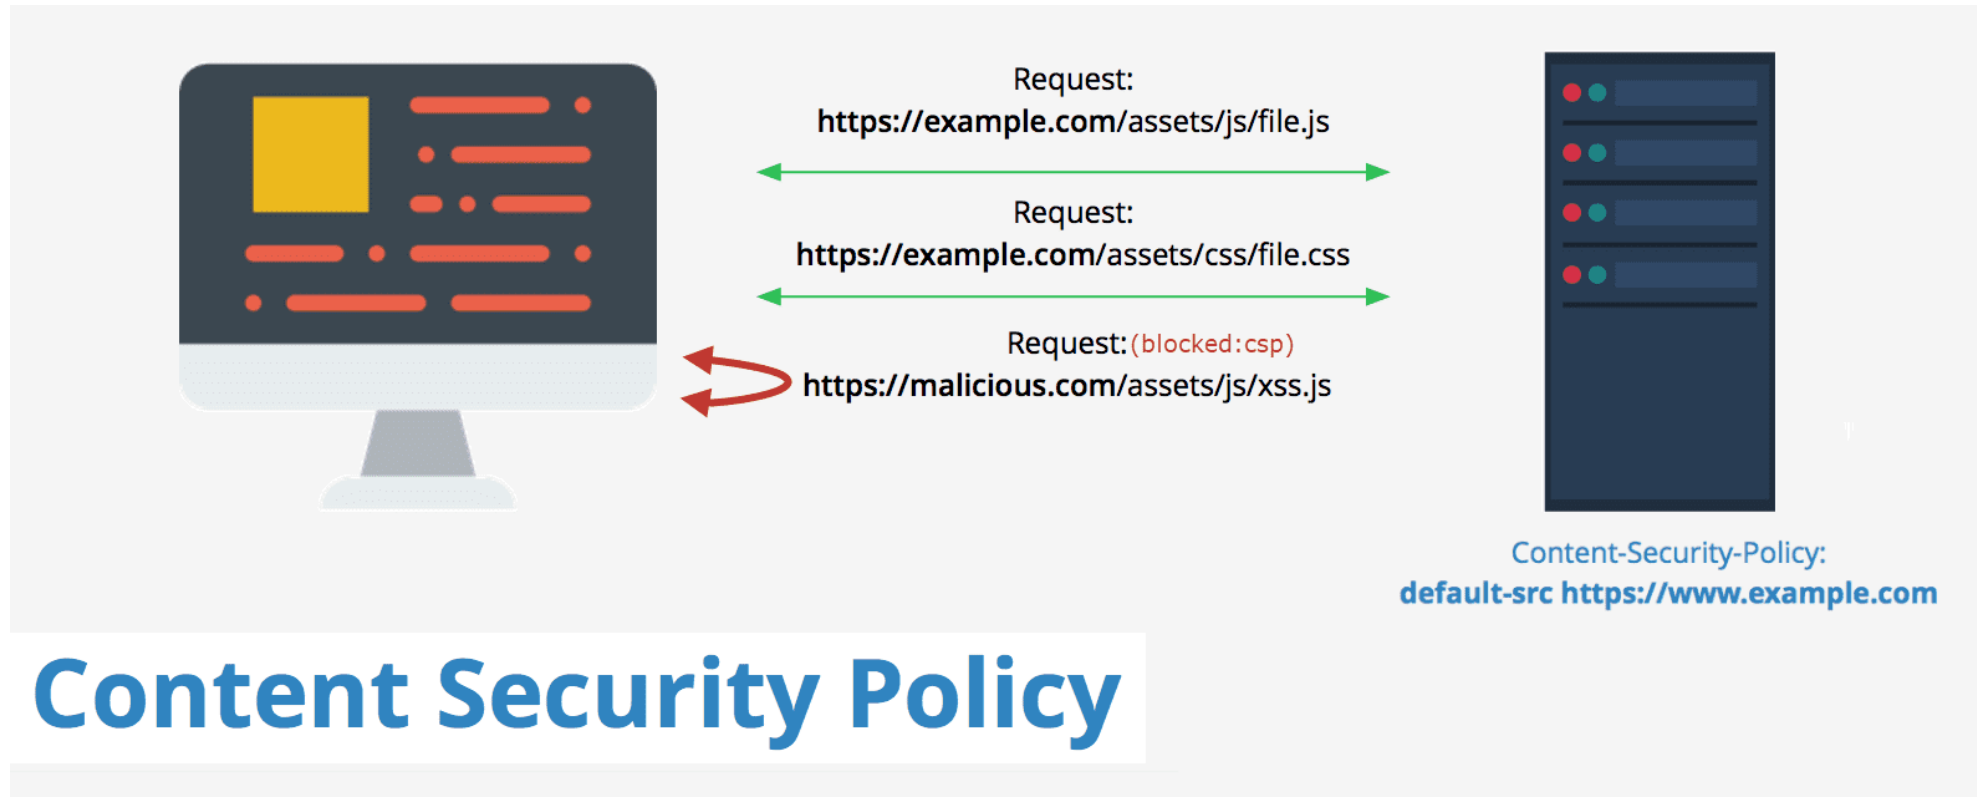 Request:
https://example.com/assets/js/file.js
Request:
https://example.com/assets/css/file.css
Request:(blocked:csp)
https://malicious.com/assets/js/xss.js
Content-Security-Policy:
default-src https://www.example.com
Content Security Policy